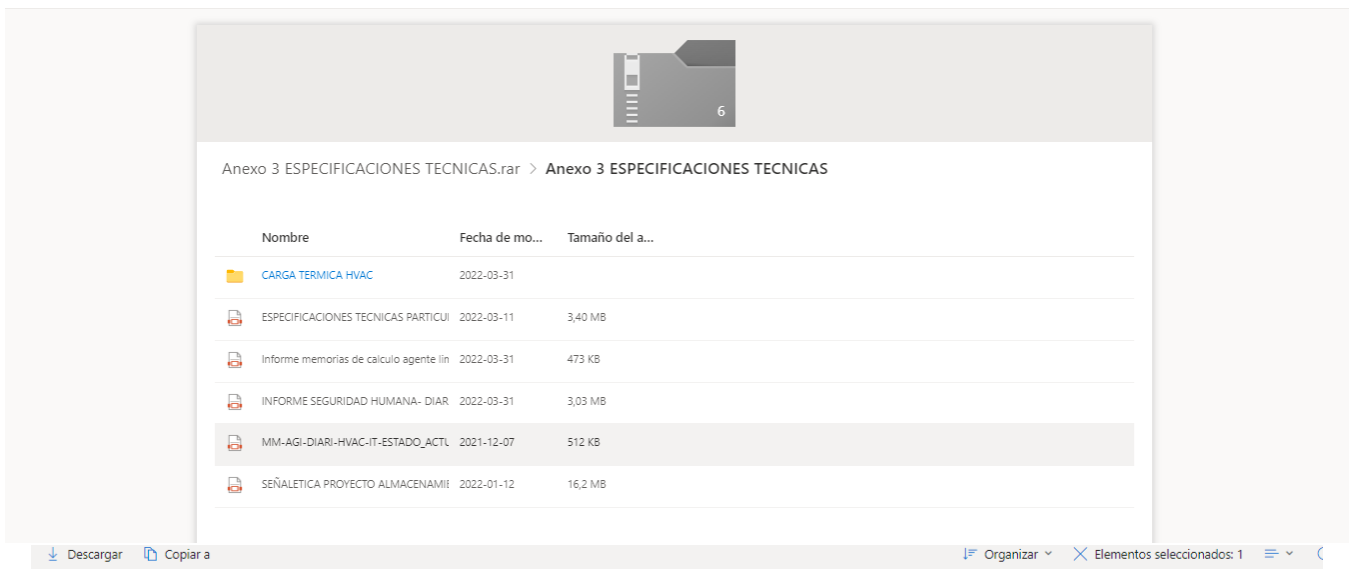 6
Anexo 3 ESPECIFICACIONES TECNICAS.rar > Anexo 3 ESPECIFICACIONES TECNICAS
Nombre Fecha de mo... Tamaño del a...
CARGA TERMICA HVAC 2022-03-31
ESPECIFICACIONES TECNICAS PARTICUI 2022-03-11 3,40 MB
Informe memorias de calculo agente lin 2022-03-31 473 KB
INFORME SEGURIDAD HUMANA- DIAR 2022-03-31 3,03 MB
MM-AGI-DIARI-HVAC-IT-ESTADO_ACTU 2021-12-07 512 KB
SEÑALETICA PROYECTO ALMACENAMIE 2022-01-12 16,2 MB
Descargar Copiar a Organizar Elementos seleccionados: 1